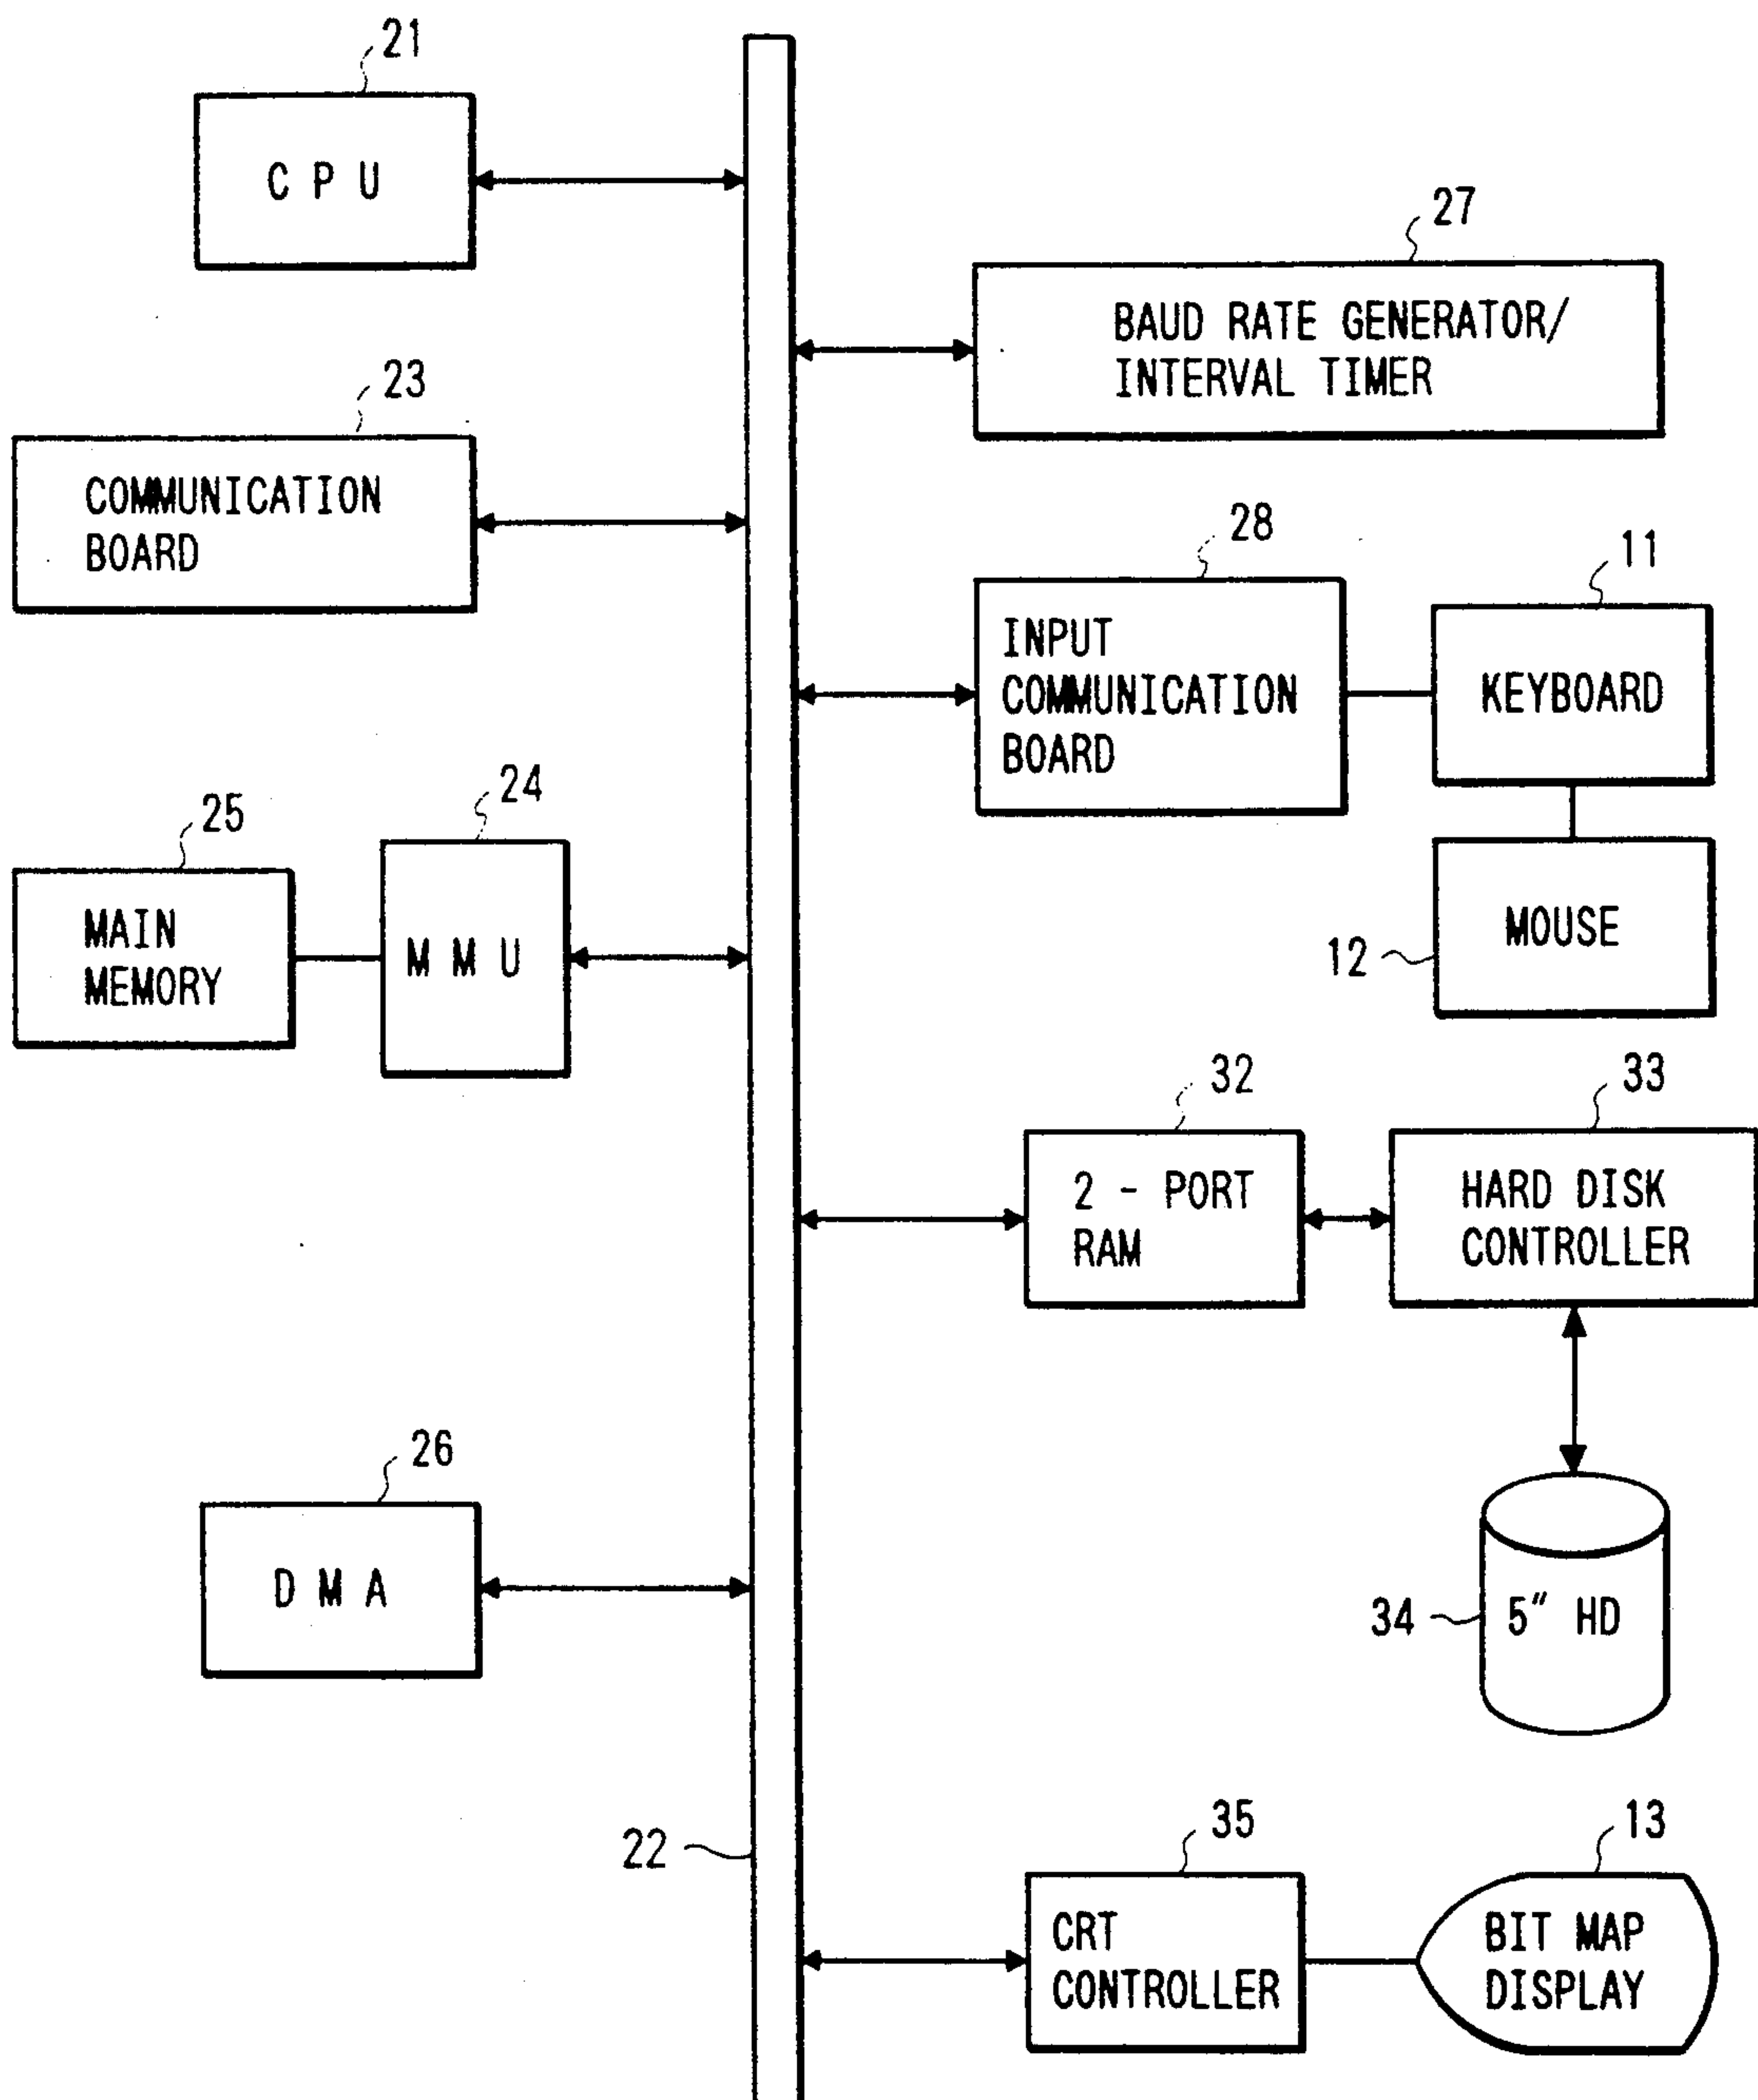 21
C P U
27
BAUD RATE GENERATOR/
INTERVAL TIMER
23
COMMUNICATION
BOARD
28
INPUT
COMMUNICATION
BOARD
11
KEYBOARD
12
MOUSE
25
MAIN
MEMORY
24
M M U
32
2 - PORT
RAM
33
HARD DISK
CONTROLLER
26
D M A
34
5" HD
22
35
CRT
CONTROLLER
13
BIT MAP
DISPLAY